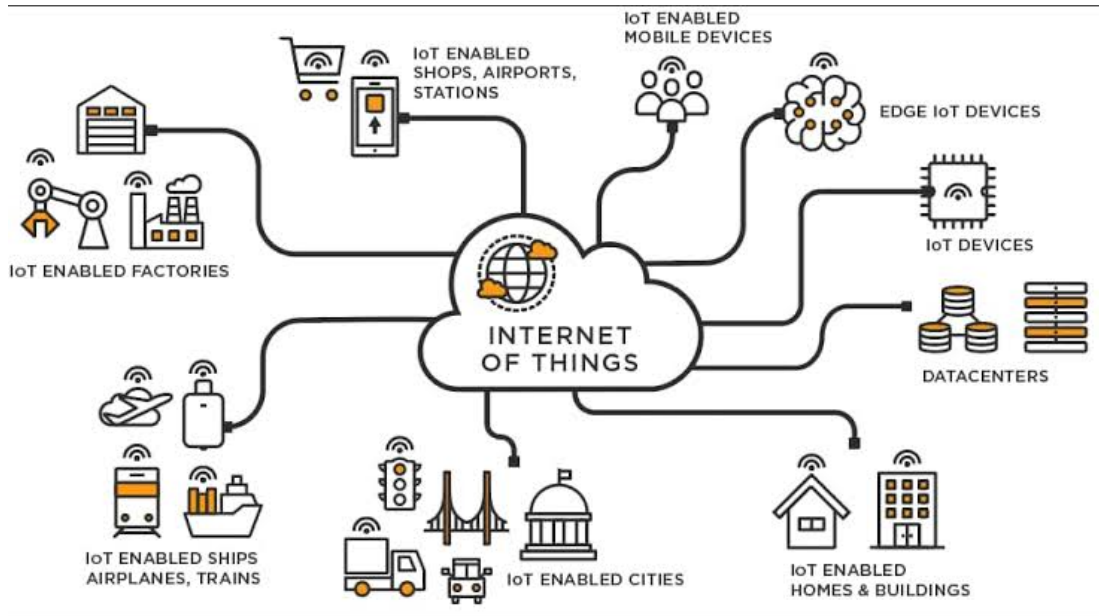 IoT ENABLED
SHOPS, AIRPORTS,
STATIONS
IoT ENABLED
MOBILE DEVICES
EDGE IoT DEVICES
IoT DEVICES
IoT ENABLED FACTORIES
INTERNET
OF THINGS
DATACENTERS
IoT ENABLED SHIPS
AIRPLANES, TRAINS
IoT ENABLED CITIES
IoT ENABLED
HOMES & BUILDINGS